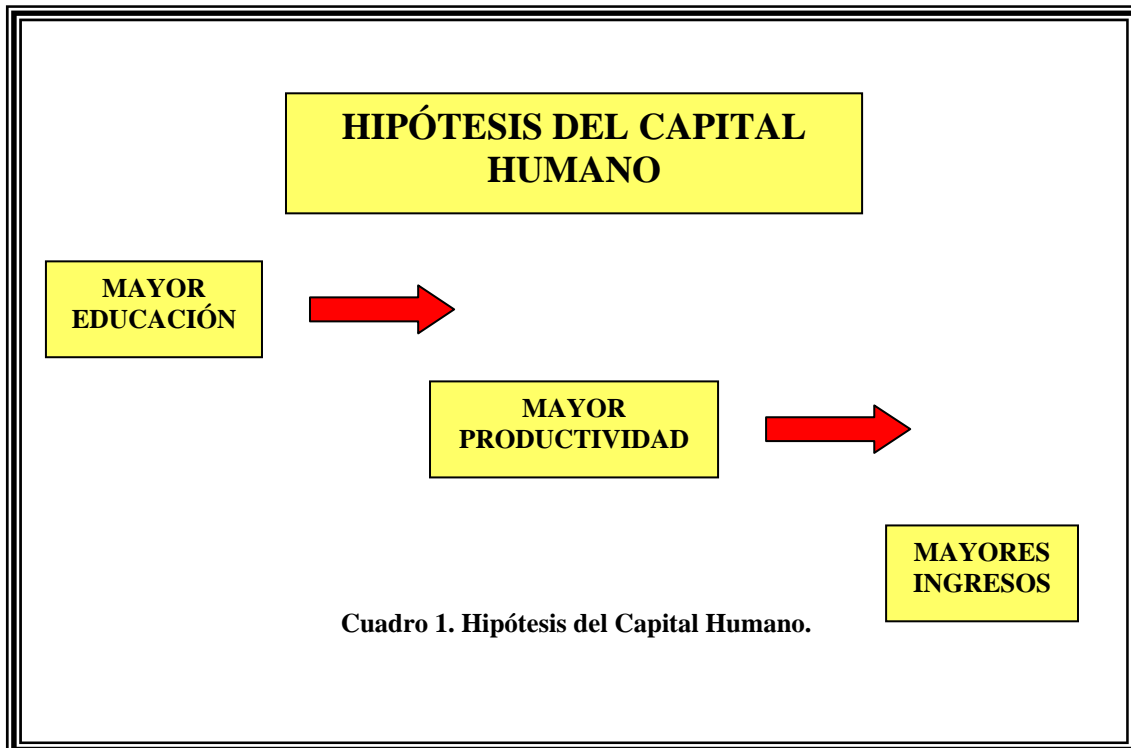 HIPÓTESIS DEL CAPITAL
HUMANO
MAYOR
EDUCACIÓN
MAYOR
PRODUCTIVIDAD
MAYORES
INGRESOS
Cuadro 1. Hipótesis del Capital Humano.